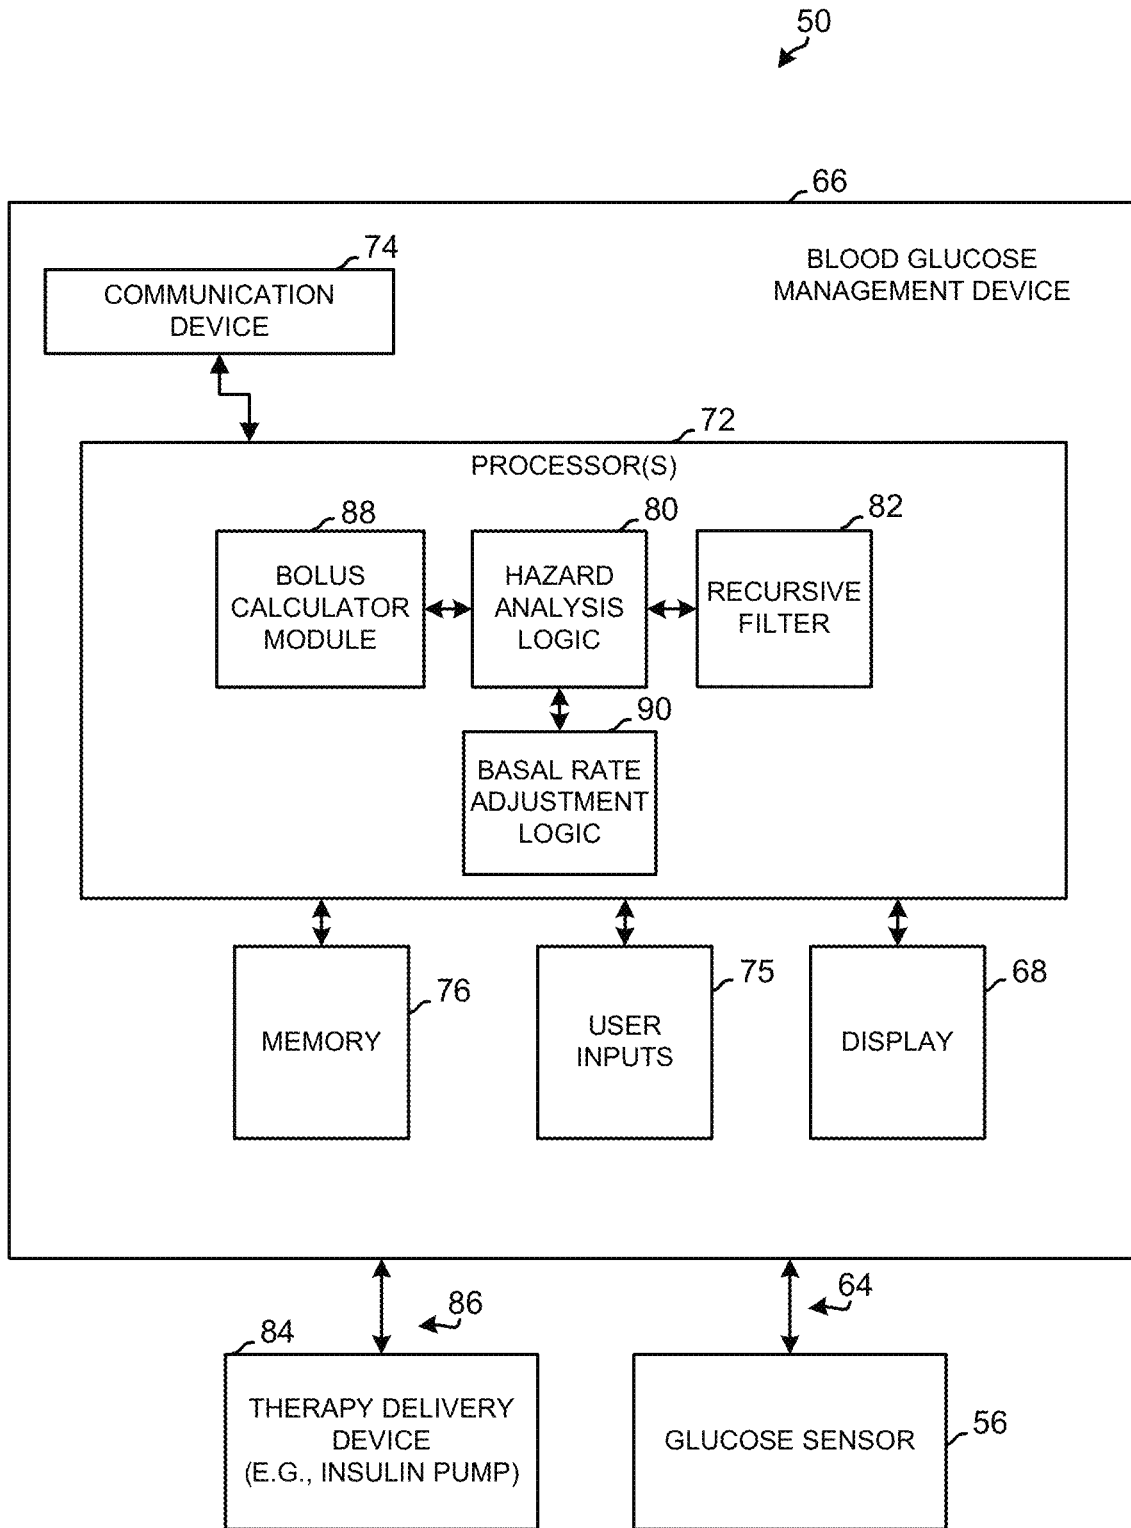 50
66
BLOOD GLUCOSE
MANAGEMENT DEVICE
74
COMMUNICATION
DEVICE
72
PROCESSOR(S)
88
BOLUS
CALCULATOR
MODULE
80
HAZARD
ANALYSIS
LOGIC
82
RECURSIVE
FILTER
90
BASAL RATE
ADJUSTMENT
LOGIC
76
MEMORY
75
USER
INPUTS
68
DISPLAY
86
64
84
THERAPY DELIVERY
DEVICE
(E.G., INSULIN PUMP)
GLUCOSE SENSOR
56